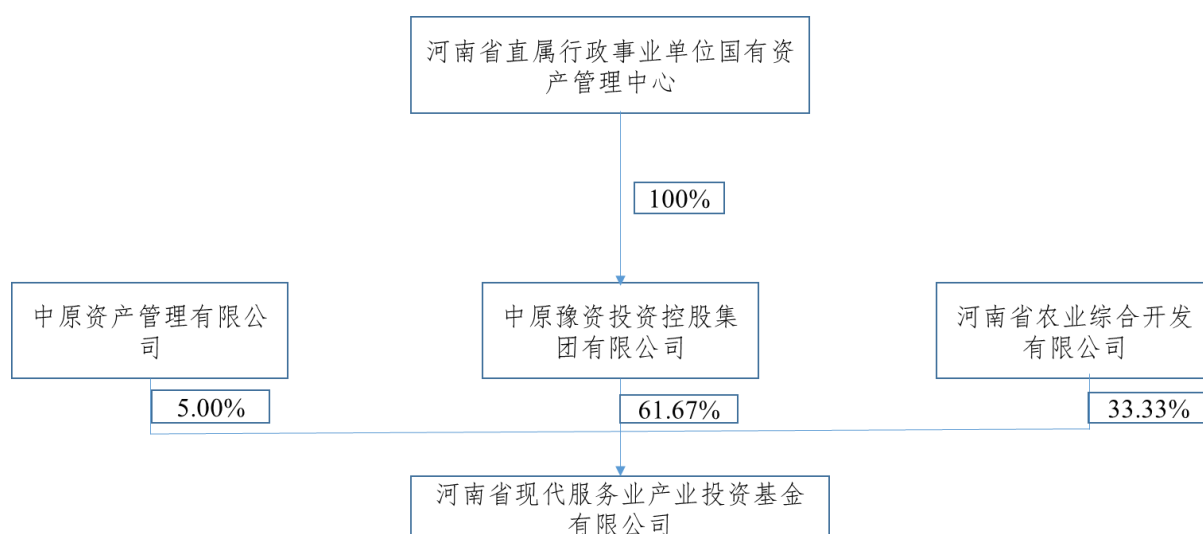 河南省直属行政事业单位国有资
产管理中心
100%
中原资产管理有限公
司
中原豫资投资控股集
团有限公司
河南省农业综合开发
有限公司
5.00%
61.67%
33.33%
河南省现代服务业产业投资基金
有限公司